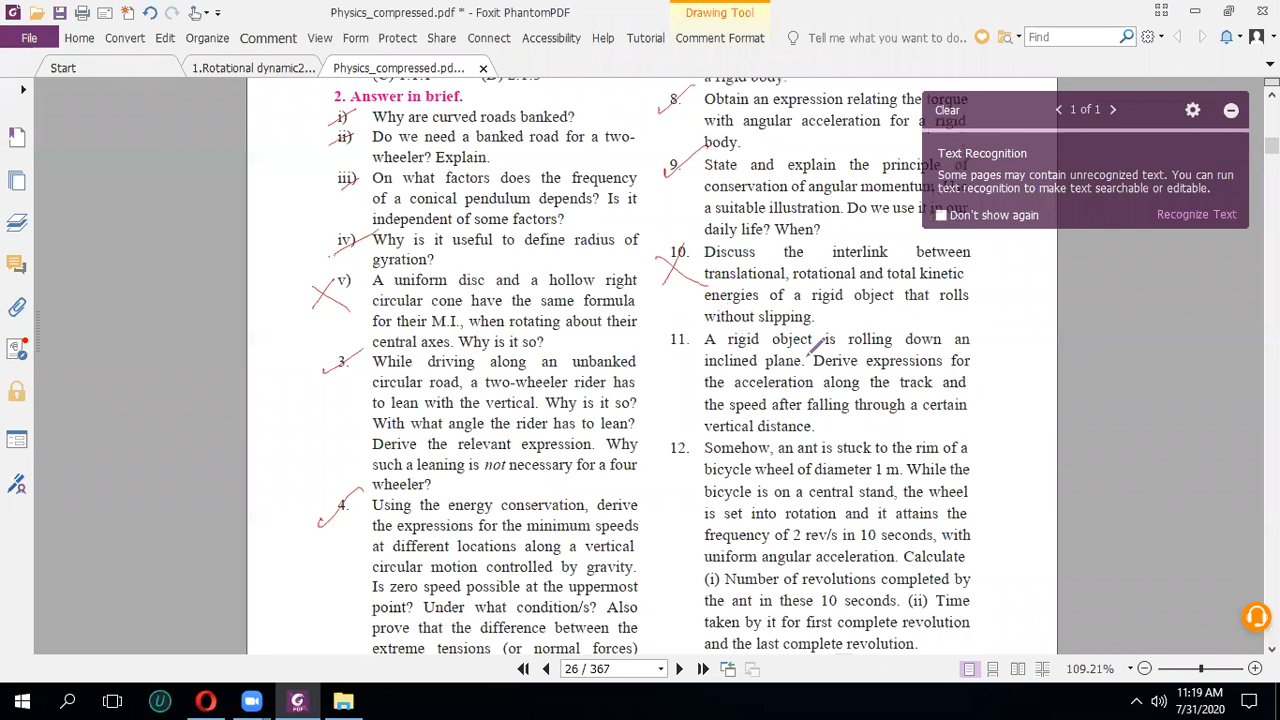 Physics_compressed.pdf * - Foxit PhantomPDF
Drawing Tool
File Home Convert Edit Organize Comment View Form Protect Share Connect Accessibility Help Tutorial Comment Format Tell me what you want to do... Find
Start 1.Rotational dynamic2... Physics_compressed.pd...
2. Answer in brief.
i) Why are curved roads banked?
ii) Do we need a banked road for a two-
wheeler? Explain.
iii) On what factors does the frequency
of a conical pendulum depends? Is it
independent of some factors?
iv) Why is it useful to define radius of
gyration?
v) A uniform disc and a hollow right
circular cone have the same formula
for their M.I., when rotating about their
central axes. Why is it so?
3. While driving along an unbanked
circular road, a two-wheeler rider has
to lean with the vertical. Why is it so?
With what angle the rider has to lean?
Derive the relevant expression. Why
such a leaning is not necessary for a four
wheeler?
4. Using the energy conservation, derive
the expressions for the minimum speeds
at different locations along a vertical
circular motion controlled by gravity.
Is zero speed possible at the uppermost
point? Under what condition/s? Also
prove that the difference between the
extreme tensions (or normal forces)
a rigid body.
8. Obtain an expression relating the torque
with angular acceleration for a rigid
body.
9. State and explain the principle of
conservation of angular momentum,
a suitable illustration. Do we use it in our
daily life? When?
10. Discuss the interlink between
translational, rotational and total kinetic
energies of a rigid object that rolls
without slipping.
11. A rigid object is rolling down an
inclined plane. Derive expressions for
the acceleration along the track and
the speed after falling through a certain
vertical distance.
12. Somehow, an ant is stuck to the rim of a
bicycle wheel of diameter 1 m. While the
bicycle is on a central stand, the wheel
is set into rotation and it attains the
frequency of 2 rev/s in 10 seconds, with
uniform angular acceleration. Calculate
(i) Number of revolutions completed by
the ant in these 10 seconds. (ii) Time
taken by it for first complete revolution
and the last complete revolution.
Clear 1 of 1
Text Recognition
Some pages may contain unrecognized text. You can run
text recognition to make text searchable or editable.
Don't show again Recognize Text
26 / 367 109.21%
11:19 AM
7/31/2020